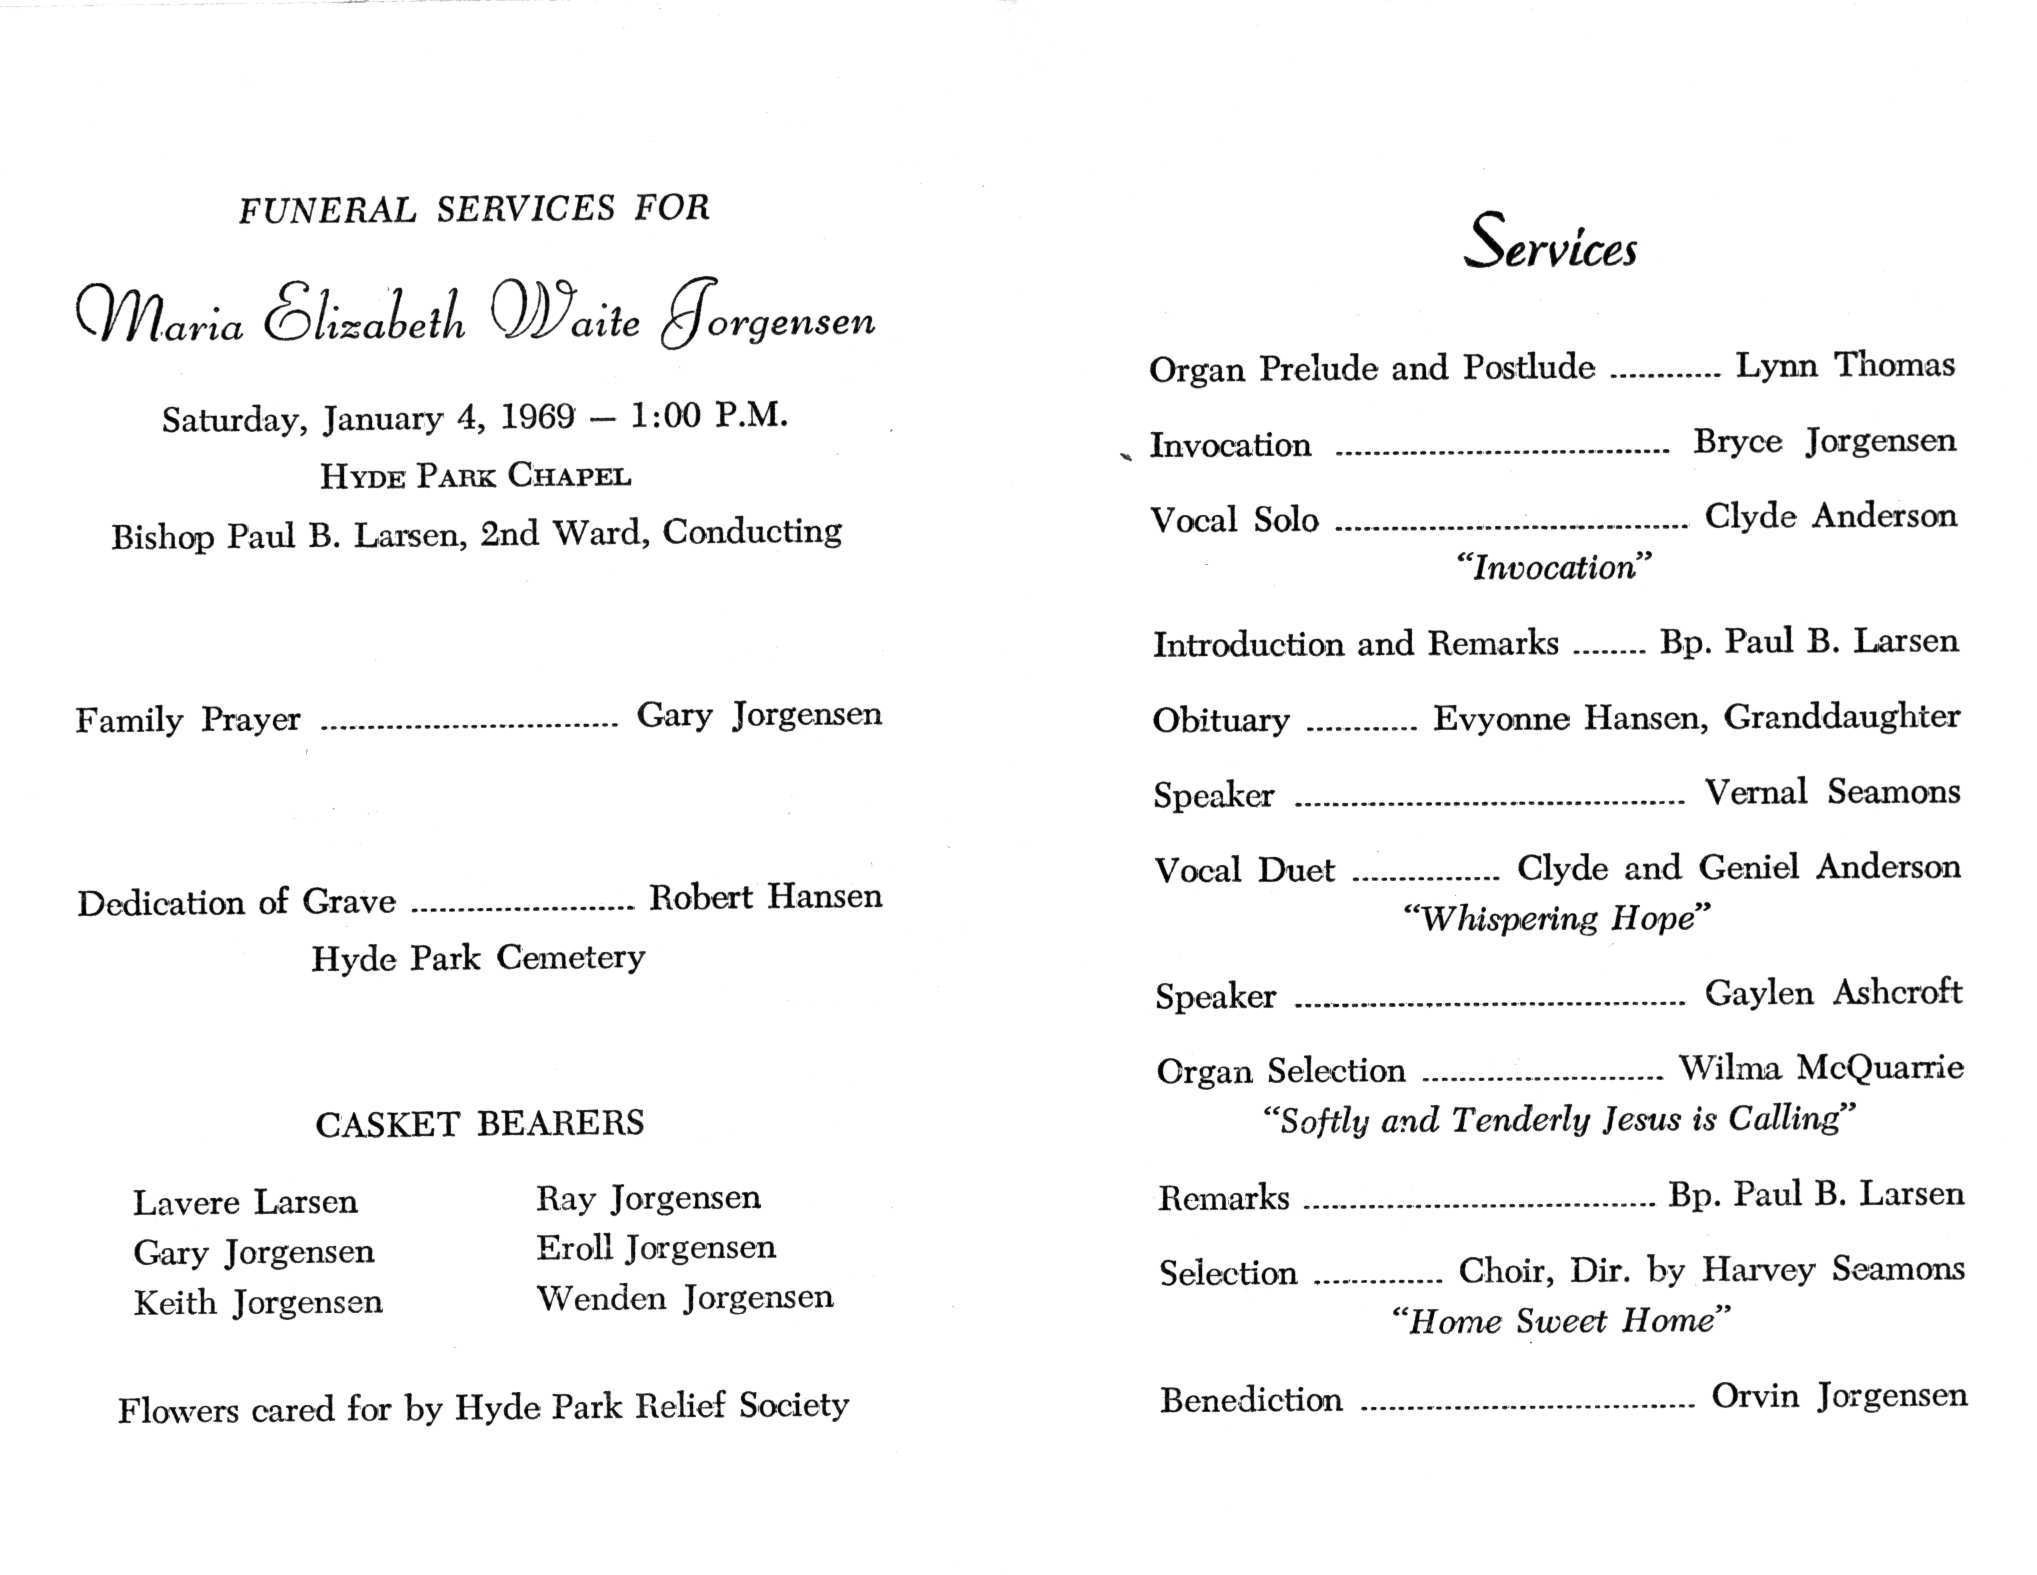 FUNERAL SERVICES FOR
Maria Elizabeth Waite Jorgensen
Saturday, January 4, 1969 — 1:00 P.M.
HYDE PARK CHAPEL
Bishop Paul B. Larsen, 2nd Ward, Conducting
Family Prayer ................................ Gary Jorgensen
Dedication of Grave ........................ Robert Hansen
Hyde Park Cemetery
CASKET BEARERS
Lavere Larsen Ray Jorgensen
Gary Jorgensen Eroll Jorgensen
Keith Jorgensen Wenden Jorgensen
Flowers cared for by Hyde Park Relief Society
Services
Organ Prelude and Postlude ............ Lynn Thomas
Invocation .................................... Bryce Jorgensen
Vocal Solo ...................................... Clyde Anderson
“Invocation”
Introduction and Remarks ........ Bp. Paul B. Larsen
Obituary ............ Evyonne Hansen, Granddaughter
Speaker .......................................... Vernal Seamons
Vocal Duet ................ Clyde and Geniel Anderson
“Whispering Hope”
Speaker .......................................... Gaylen Ashcroft
Organ Selection .......................... Wilma McQuarrie
“Softly and Tenderly Jesus is Calling”
Remarks ...................................... Bp. Paul B. Larsen
Selection .............. Choir, Dir. by Harvey Seamons
“Home Sweet Home”
Benediction .................................... Orvin Jorgensen